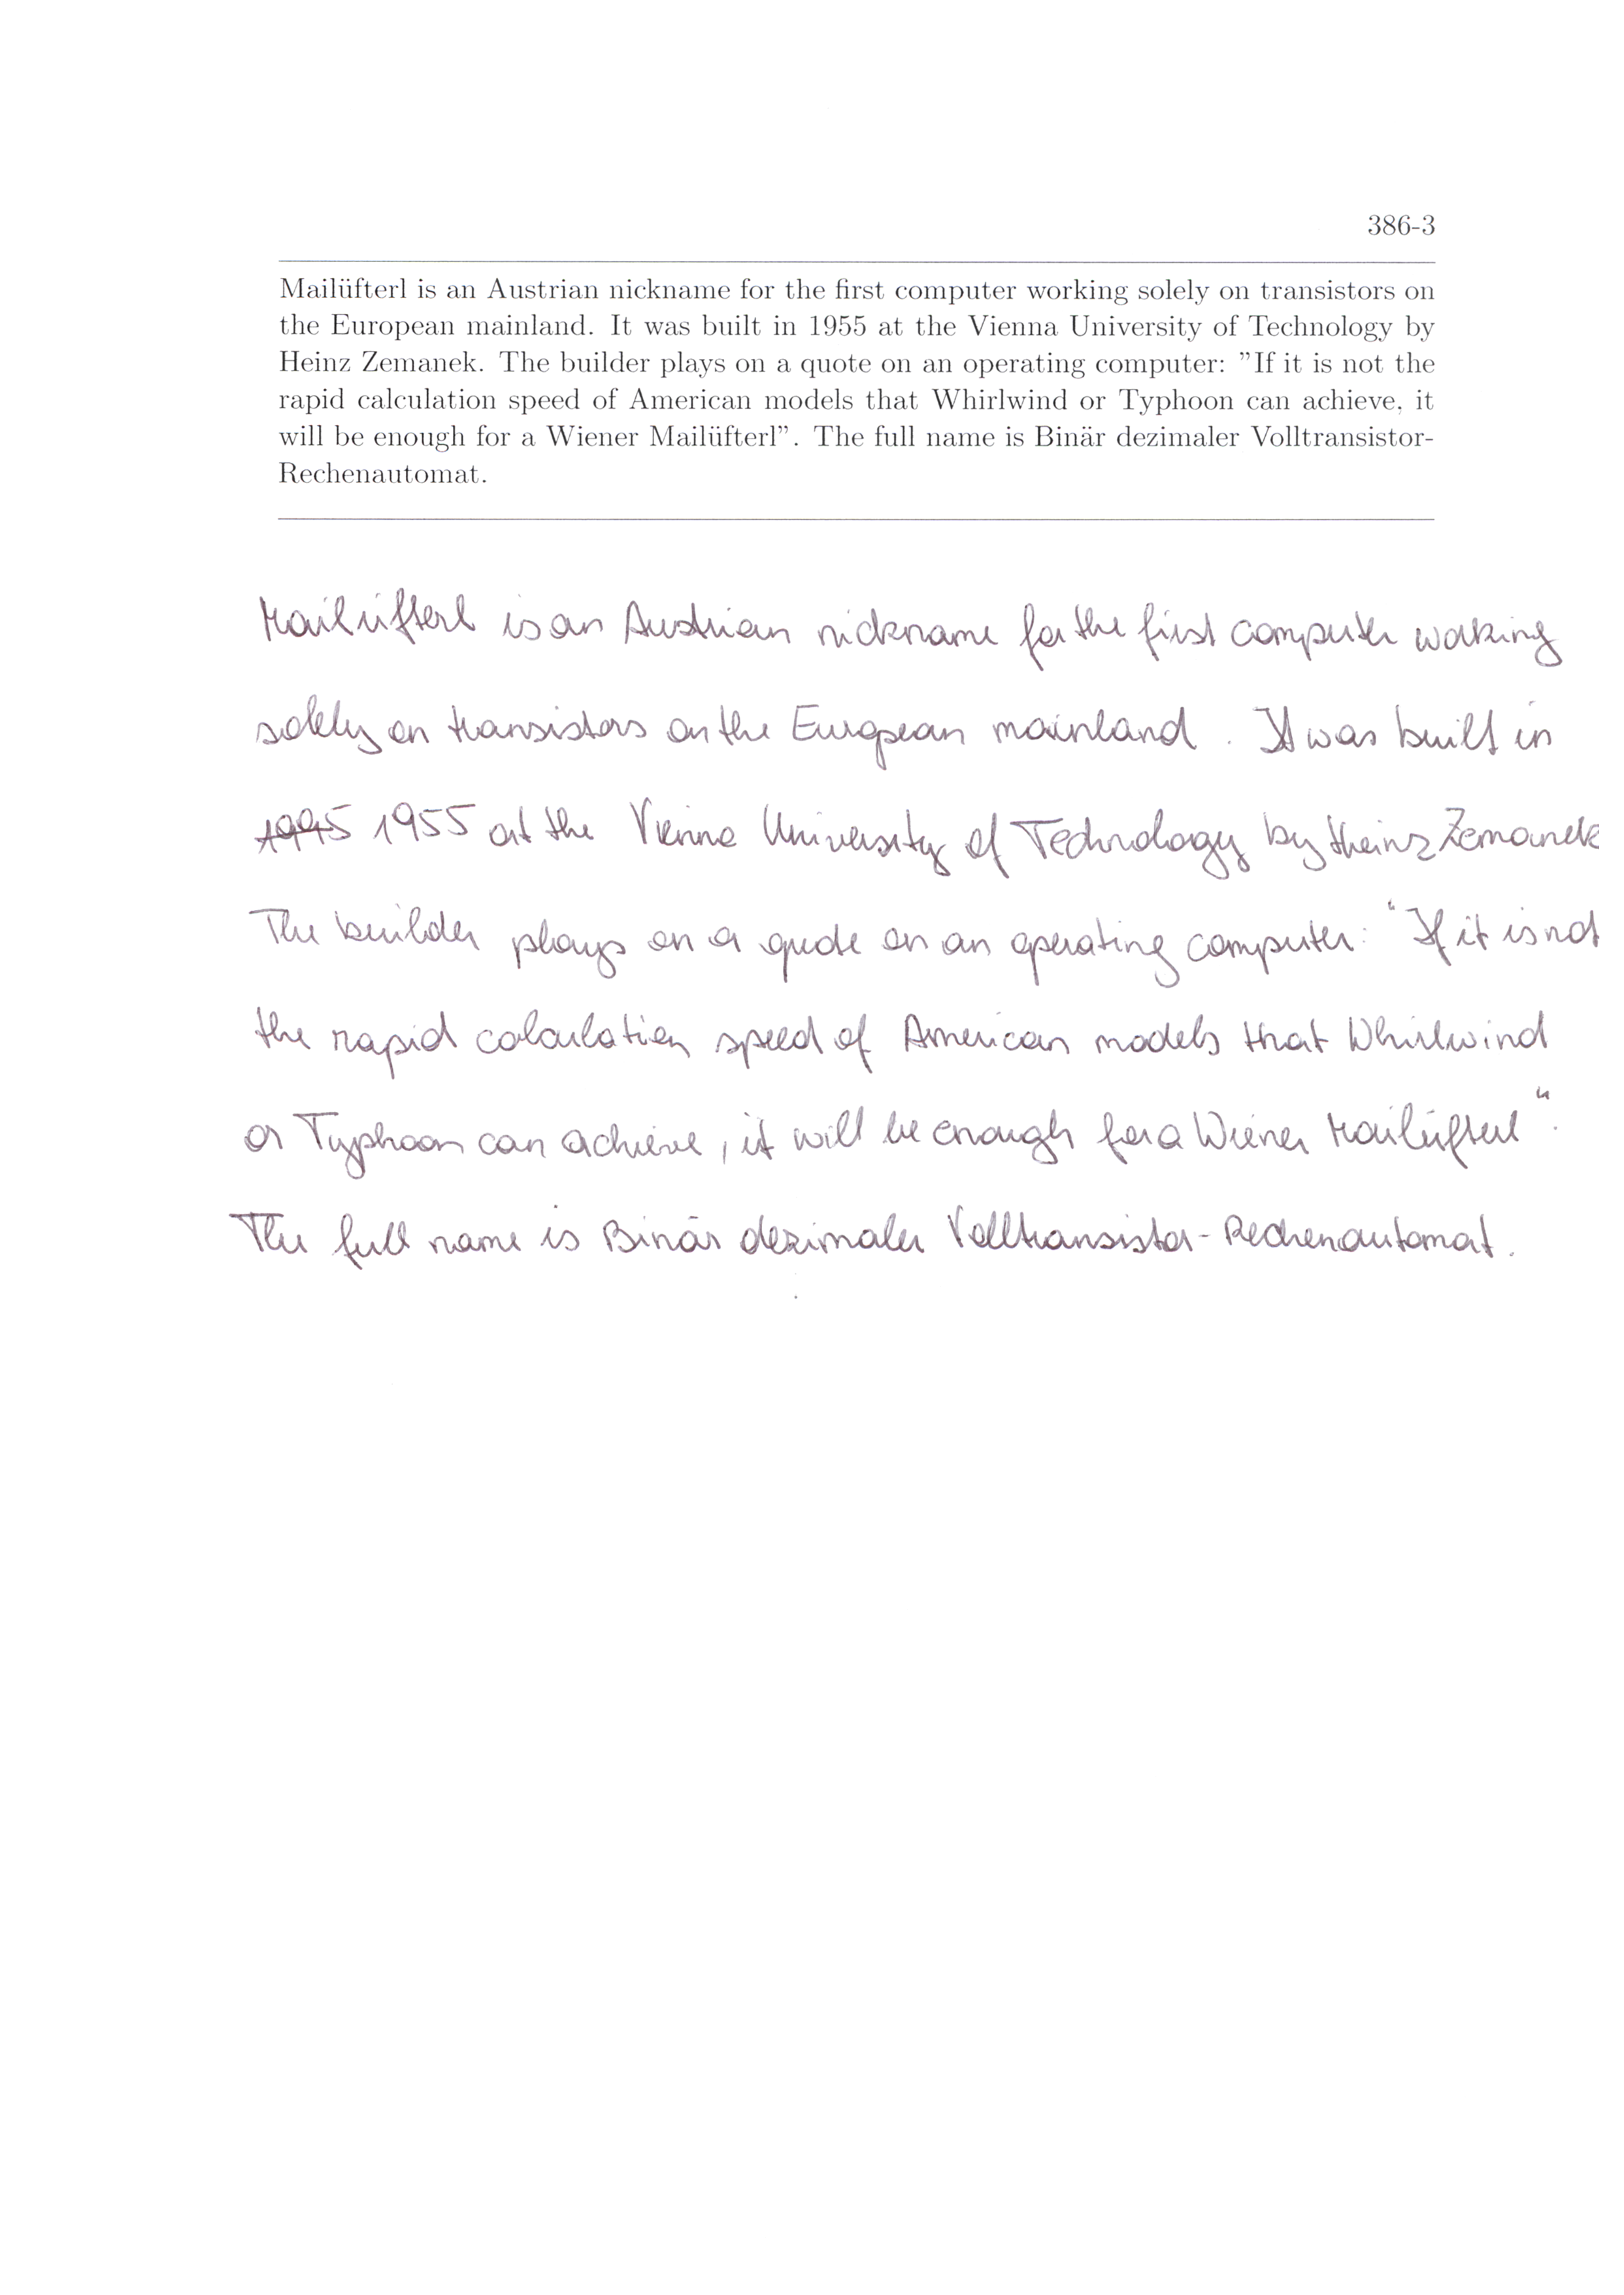 386-3
Mailüfterl is an Austrian nickname for the first computer working solely on transistors on
the European mainland. It was built in 1955 at the Vienna University of Technology by
Heinz Zemanek. The builder plays on a quote on an operating computer: ”If it is not the
rapid calculation speed of American models that Whirlwind or Typhoon can achieve, it
will be enough for a Wiener Mailüfterl”. The full name is Binär dezimaler Volltransistor-
Rechenautomat.
Mailüfterl is an Austrian nickname for the first computer working
solely on transistors on the European mainland. It was built in
1995 1955 at the Vienna University of Technology by Heinz Zemanek
The builder plays on a quote on an operating computer: “If it is not
the rapid calculation speed of American models that Whirlwind
or Typhoon can achieve, it will be enough for a Wiener Mailüfterl“.
The full name is Binär dezimaler Volltransistor-Rechenautomat.